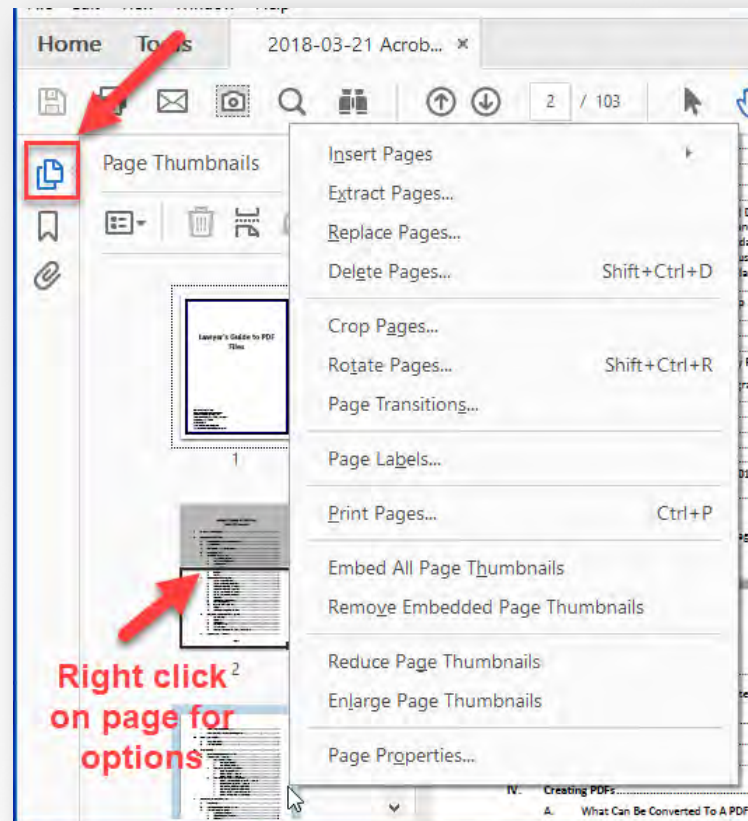 Home Tools 2018-03-21 Acrob... ×
2 / 103
Page Thumbnails
Insert Pages
Extract Pages...
Replace Pages...
Delete Pages... Shift+Ctrl+D
Crop Pages...
Rotate Pages... Shift+Ctrl+R
Page Transitions...
Page Labels...
Print Pages... Ctrl+P
Embed All Page Thumbnails
Remove Embedded Page Thumbnails
Reduce Page Thumbnails
Enlarge Page Thumbnails
Page Properties...
Lawyer's Guide to PDF
Files
1
2
Right click
on page for
options
IV. Creating PDFs
A. What Can Be Converted To A PDF